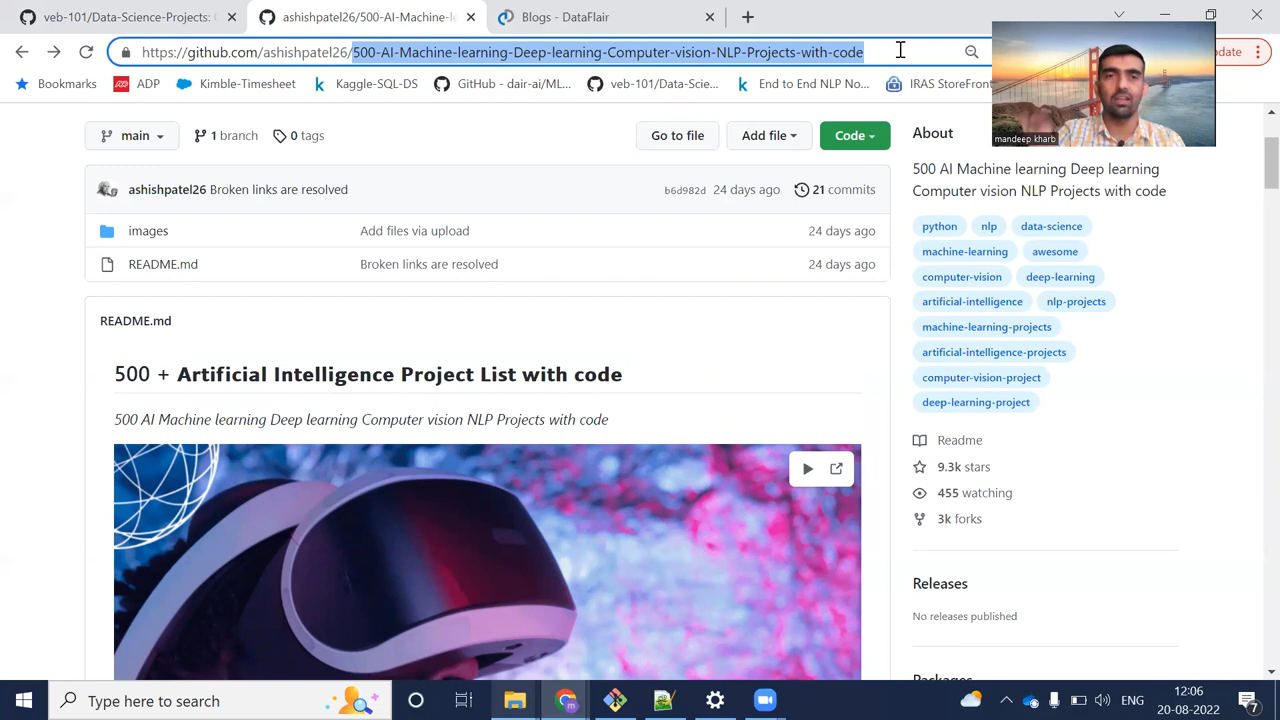 veb-101/Data-Science-Projects: C
ashishpatel26/500-AI-Machine-l
Blogs - DataFlair
https://github.com/ashishpatel26/500-AI-Machine-learning-Deep-learning-Computer-vision-NLP-Projects-with-code
Update
Bookmarks
ADP
Kimble-Timesheet
Kaggle-SQL-DS
GitHub - dair-ai/ML...
veb-101/Data-Scie...
End to End NLP No...
IRAS StoreFront
mandeep kharb
main
1 branch
0 tags
Go to file
Add file
Code
ashishpatel26 Broken links are resolved
b6d982d 24 days ago
21 commits
images
Add files via upload
24 days ago
README.md
Broken links are resolved
24 days ago
README.md
500 + Artificial Intelligence Project List with code
500 AI Machine learning Deep learning Computer vision NLP Projects with code
About
500 AI Machine learning Deep learning
Computer vision NLP Projects with code
python nlp data-science
machine-learning awesome
computer-vision deep-learning
artificial-intelligence nlp-projects
machine-learning-projects
artificial-intelligence-projects
computer-vision-project
deep-learning-project
Readme
9.3k stars
455 watching
3k forks
Releases
No releases published
Packages
Type here to search
ENG
12:06
20-08-2022
7